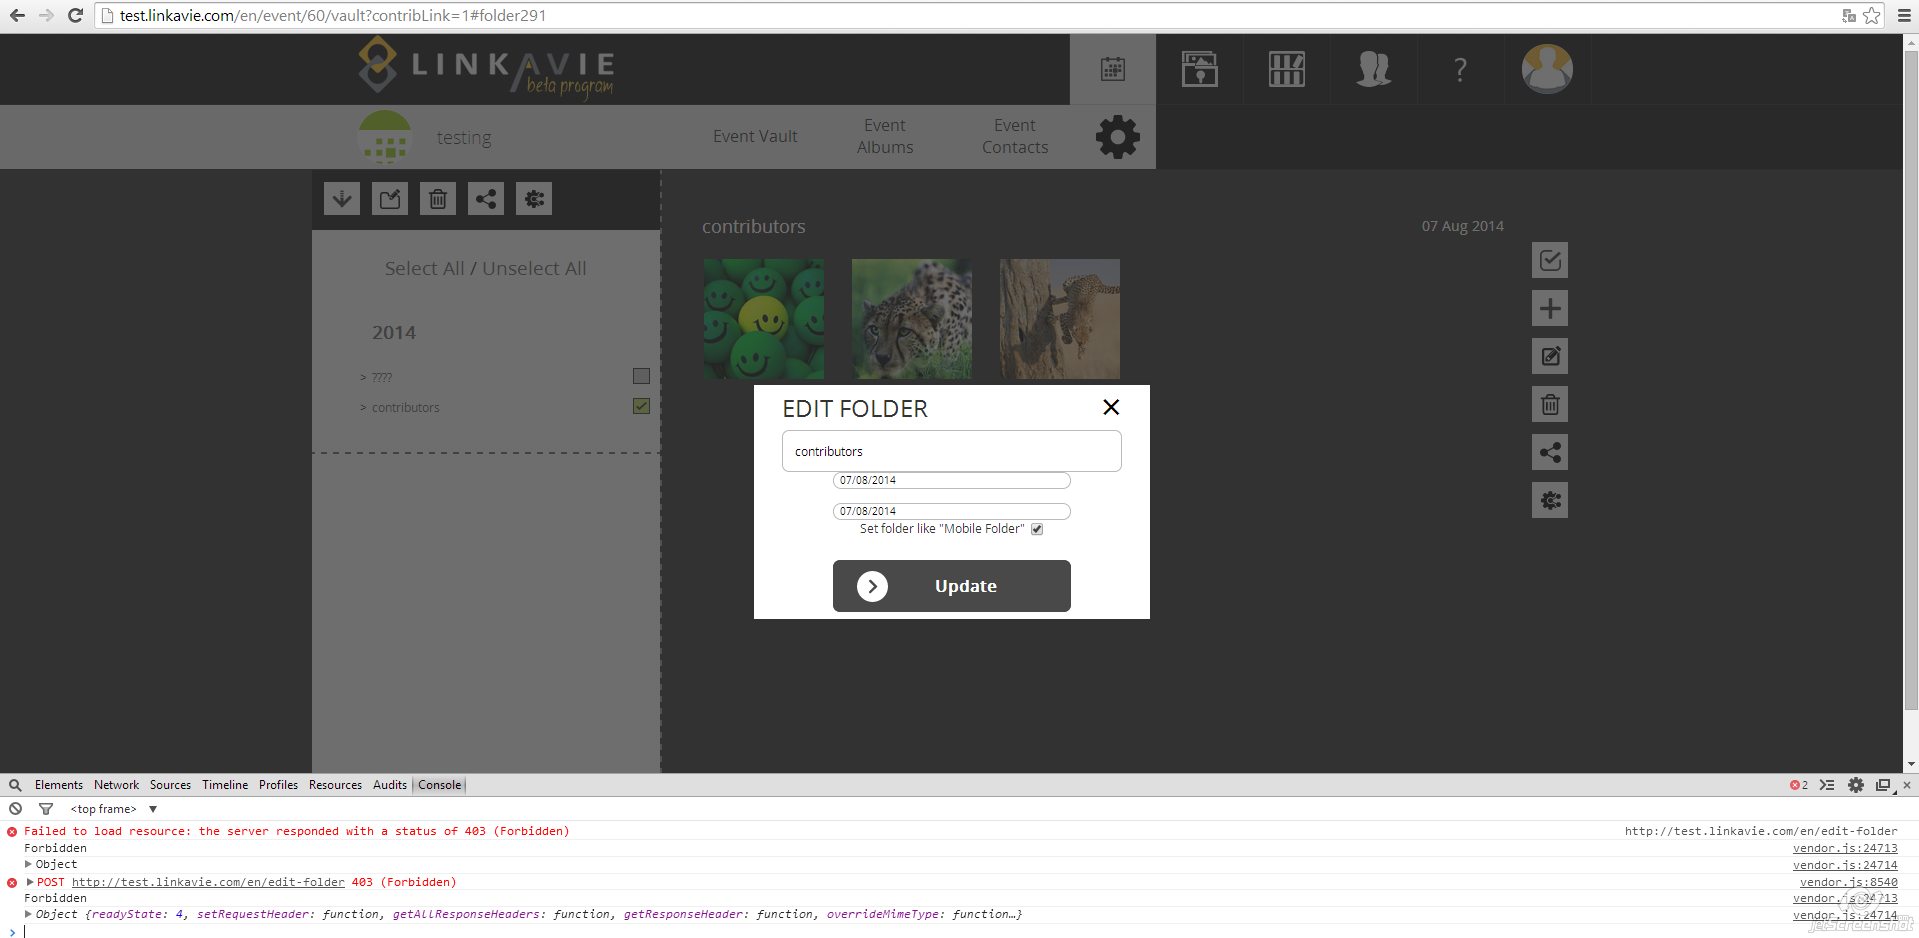 test.linkavie.com/en/event/60/vault?contribLink=1#folder291
LINKAVIE
beta program
?
testing
Event Vault
Event
Albums
Event
Contacts
contributors
07 Aug 2014
Select All / Unselect All
2014
> ????
> contributors
EDIT FOLDER
contributors
07/08/2014
07/08/2014
Set folder like "Mobile Folder"
Update
Elements Network Sources Timeline Profiles Resources Audits Console
2
<top frame>
Failed to load resource: the server responded with a status of 403 (Forbidden) http://test.linkavie.com/en/edit-folder
Forbidden vendor.js:24713
Object vendor.js:24714
POST http://test.linkavie.com/en/edit-folder 403 (Forbidden) vendor.js:8540
Forbidden vendor.js:24713
Object {readyState: 4, setRequestHeader: function, getAllResponseHeaders: function, getResponseHeader: function, overrideMimeType: function…} vendor.js:24714
>
jetscreenshot